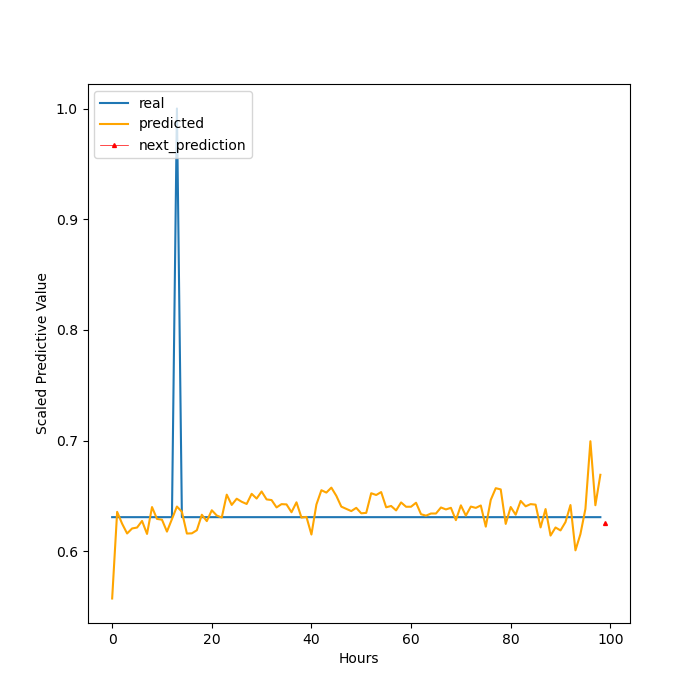 real
predicted
next_prediction
1.0
0.9
0.8
0.7
0.6
Scaled Predictive Value
0 20 40 60 80 100
Hours